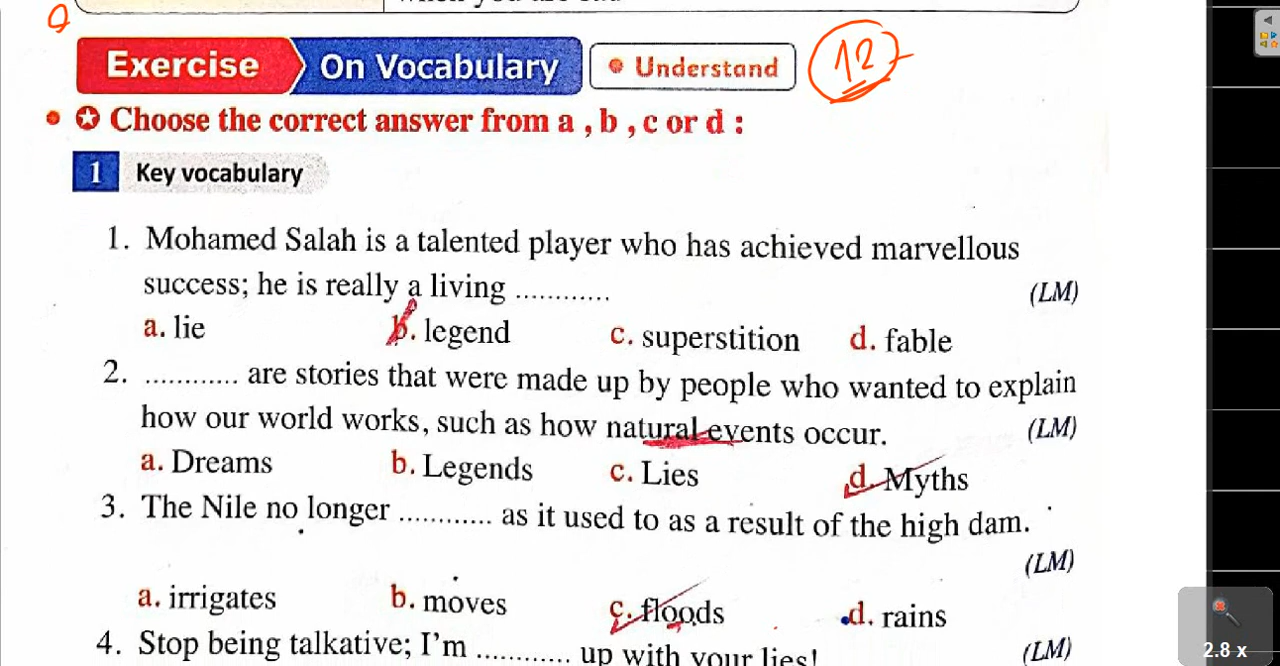 9
Exercise On Vocabulary • Understand 12
• Choose the correct answer from a , b , c or d :
1 Key vocabulary
1. Mohamed Salah is a talented player who has achieved marvellous
success; he is really a living ............
(LM)
a. lie b. legend c. superstition d. fable
2. ............ are stories that were made up by people who wanted to explain
how our world works, such as how natural events occur. (LM)
a. Dreams b. Legends c. Lies d. Myths
3. The Nile no longer ............ as it used to as a result of the high dam.
(LM)
a. irrigates b. moves c. floods d. rains
4. Stop being talkative; I'm ............ up with your lies! (LM)
2.8 x